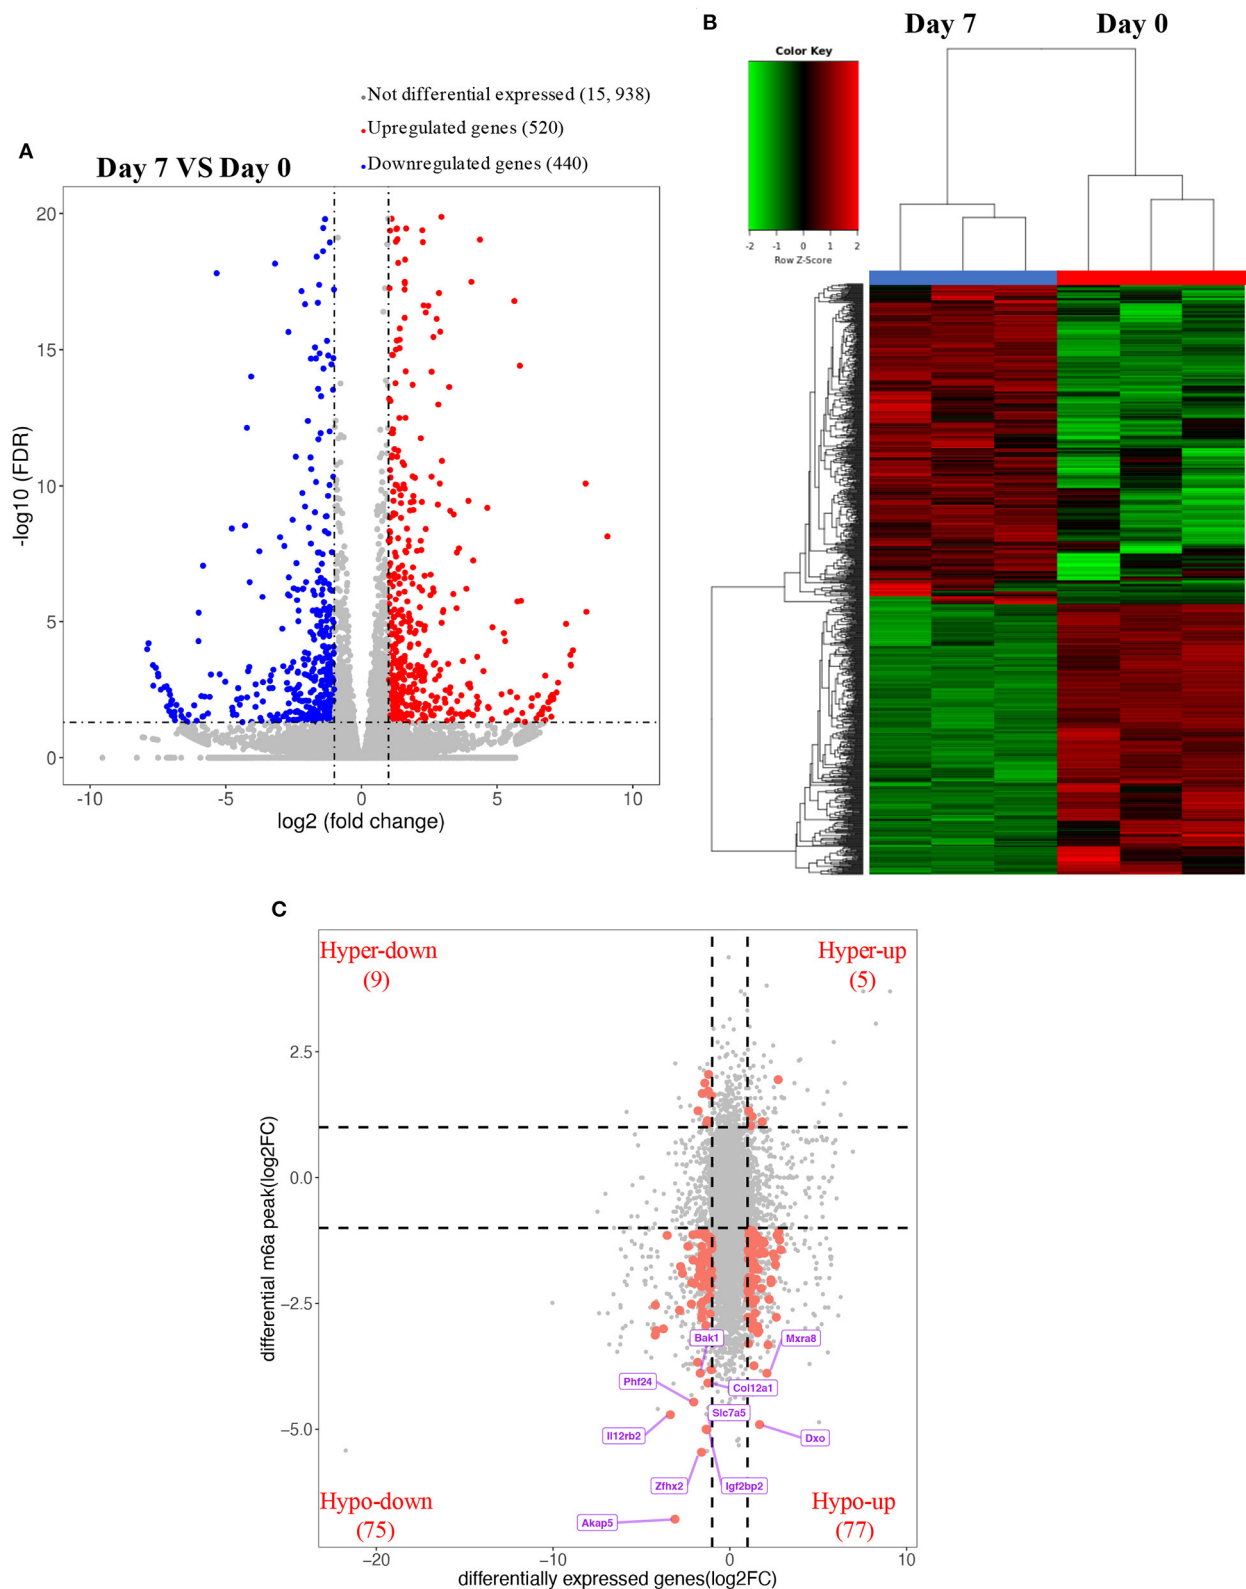 B
Day 7
Day 0
Color Key
-2 -1 0 1 2
Row Z-Score
Not differential expressed (15, 938)
Upregulated genes (520)
Downregulated genes (440)
A
Day 7 VS Day 0
20
15
10
5
0
-log10 (FDR)
-10 -5 0 5 10
log2 (fold change)
C
Hyper-down
(9)
Hyper-up
(5)
2.5
0.0
−2.5
−5.0
differential m6a peak(log2FC)
Bak1
Mxra8
Phf24
Col12a1
Slc7a5
Il12rb2
Dxo
Zfhx2
Igf2bp2
Akap5
Hypo-down
(75)
Hypo-up
(77)
−20 −10 0 10
differentially expressed genes(log2FC)